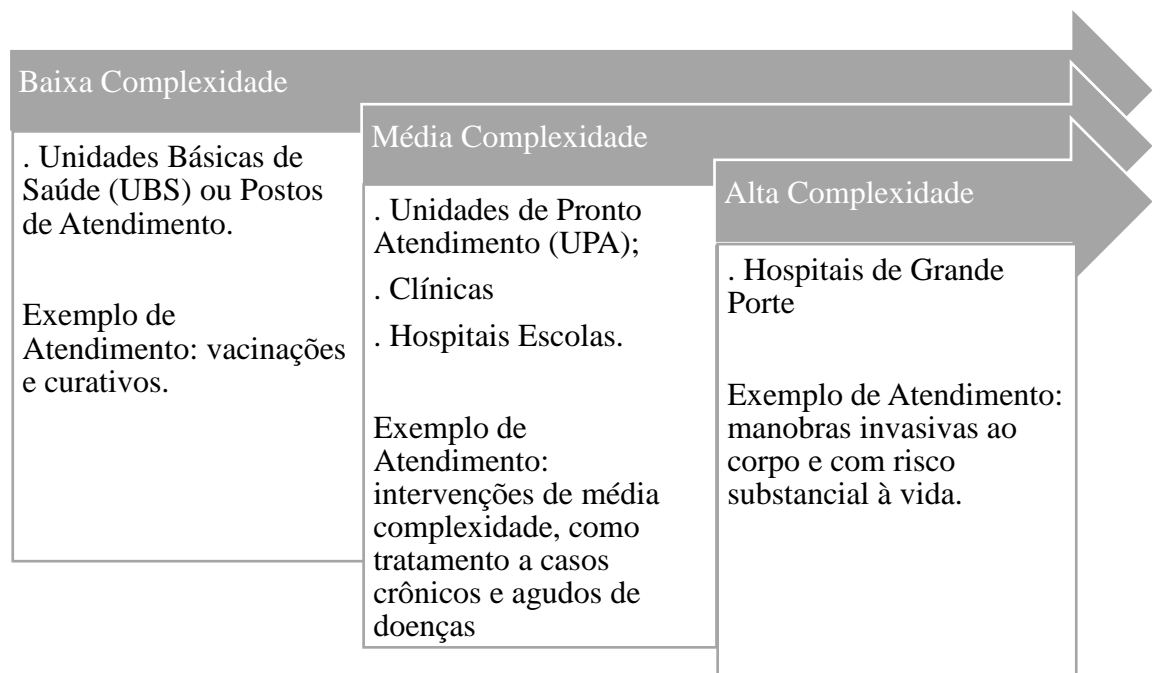 Baixa Complexidade
. Unidades Básicas de
Saúde (UBS) ou Postos
de Atendimento.
Exemplo de
Atendimento: vacinações
e curativos.
Média Complexidade
. Unidades de Pronto
Atendimento (UPA);
. Clínicas
. Hospitais Escolas.
Exemplo de
Atendimento:
intervenções de média
complexidade, como
tratamento a casos
crônicos e agudos de
doenças
Alta Complexidade
. Hospitais de Grande
Porte
Exemplo de Atendimento:
manobras invasivas ao
corpo e com risco
substancial à vida.